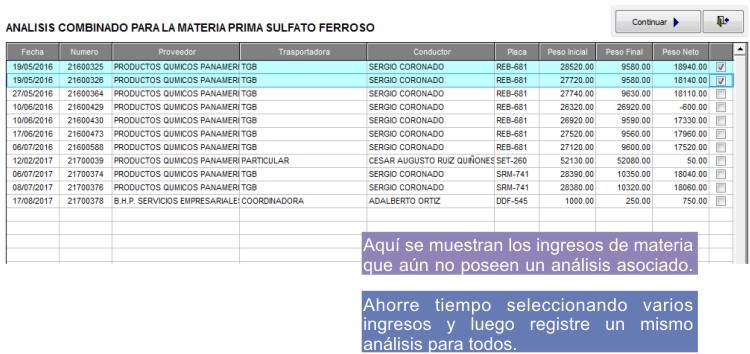 Continuar
ANALISIS COMBINADO PARA LA MATERIA PRIMA SULFATO FERROSO
Fecha Numero Proveedor Trasportadora Conductor Placa Peso Inicial Peso Final Peso Neto
19/05/2016 21600325 PRODUCTOS QUMICOS PANAMERI TGB SERGIO CORONADO REB-681 28520.00 9580.00 18940.00
19/05/2016 21600326 PRODUCTOS QUMICOS PANAMERI TGB SERGIO CORONADO REB-681 27720.00 9580.00 18140.00
27/05/2016 21600364 PRODUCTOS QUMICOS PANAMERI TGB SERGIO CORONADO REB-681 27740.00 9630.00 18110.00
10/06/2016 21600429 PRODUCTOS QUMICOS PANAMERI TGB SERGIO CORONADO REB-681 26320.00 26920.00 -600.00
10/06/2016 21600430 PRODUCTOS QUMICOS PANAMERI TGB SERGIO CORONADO REB-681 26920.00 9590.00 17330.00
17/06/2016 21600473 PRODUCTOS QUMICOS PANAMERI TGB SERGIO CORONADO REB-681 27520.00 9560.00 17960.00
06/07/2016 21600588 PRODUCTOS QUMICOS PANAMERI TGB SERGIO CORONADO REB-681 27120.00 9600.00 17520.00
12/02/2017 21700039 PRODUCTOS QUMICOS PANAMERI PARTICULAR CESAR AUGUSTO RUIZ QUIÑONES SET-260 52130.00 52080.00 50.00
06/07/2017 21700374 PRODUCTOS QUMICOS PANAMERI TGB SERGIO CORONADO SRM-741 28390.00 10350.00 18040.00
08/07/2017 21700376 PRODUCTOS QUMICOS PANAMERI TGB SERGIO CORONADO SRM-741 28380.00 10320.00 18060.00
17/08/2017 21700378 B.H.P. SERVICIOS EMPRESARIALES COORDINADORA ADALBERTO ORTIZ DDF-545 1000.00 250.00 750.00
Aquí se muestran los ingresos de materia
que aún no poseen un análisis asociado.
Ahorre tiempo seleccionando varios
ingresos y luego registre un mismo
análisis para todos.